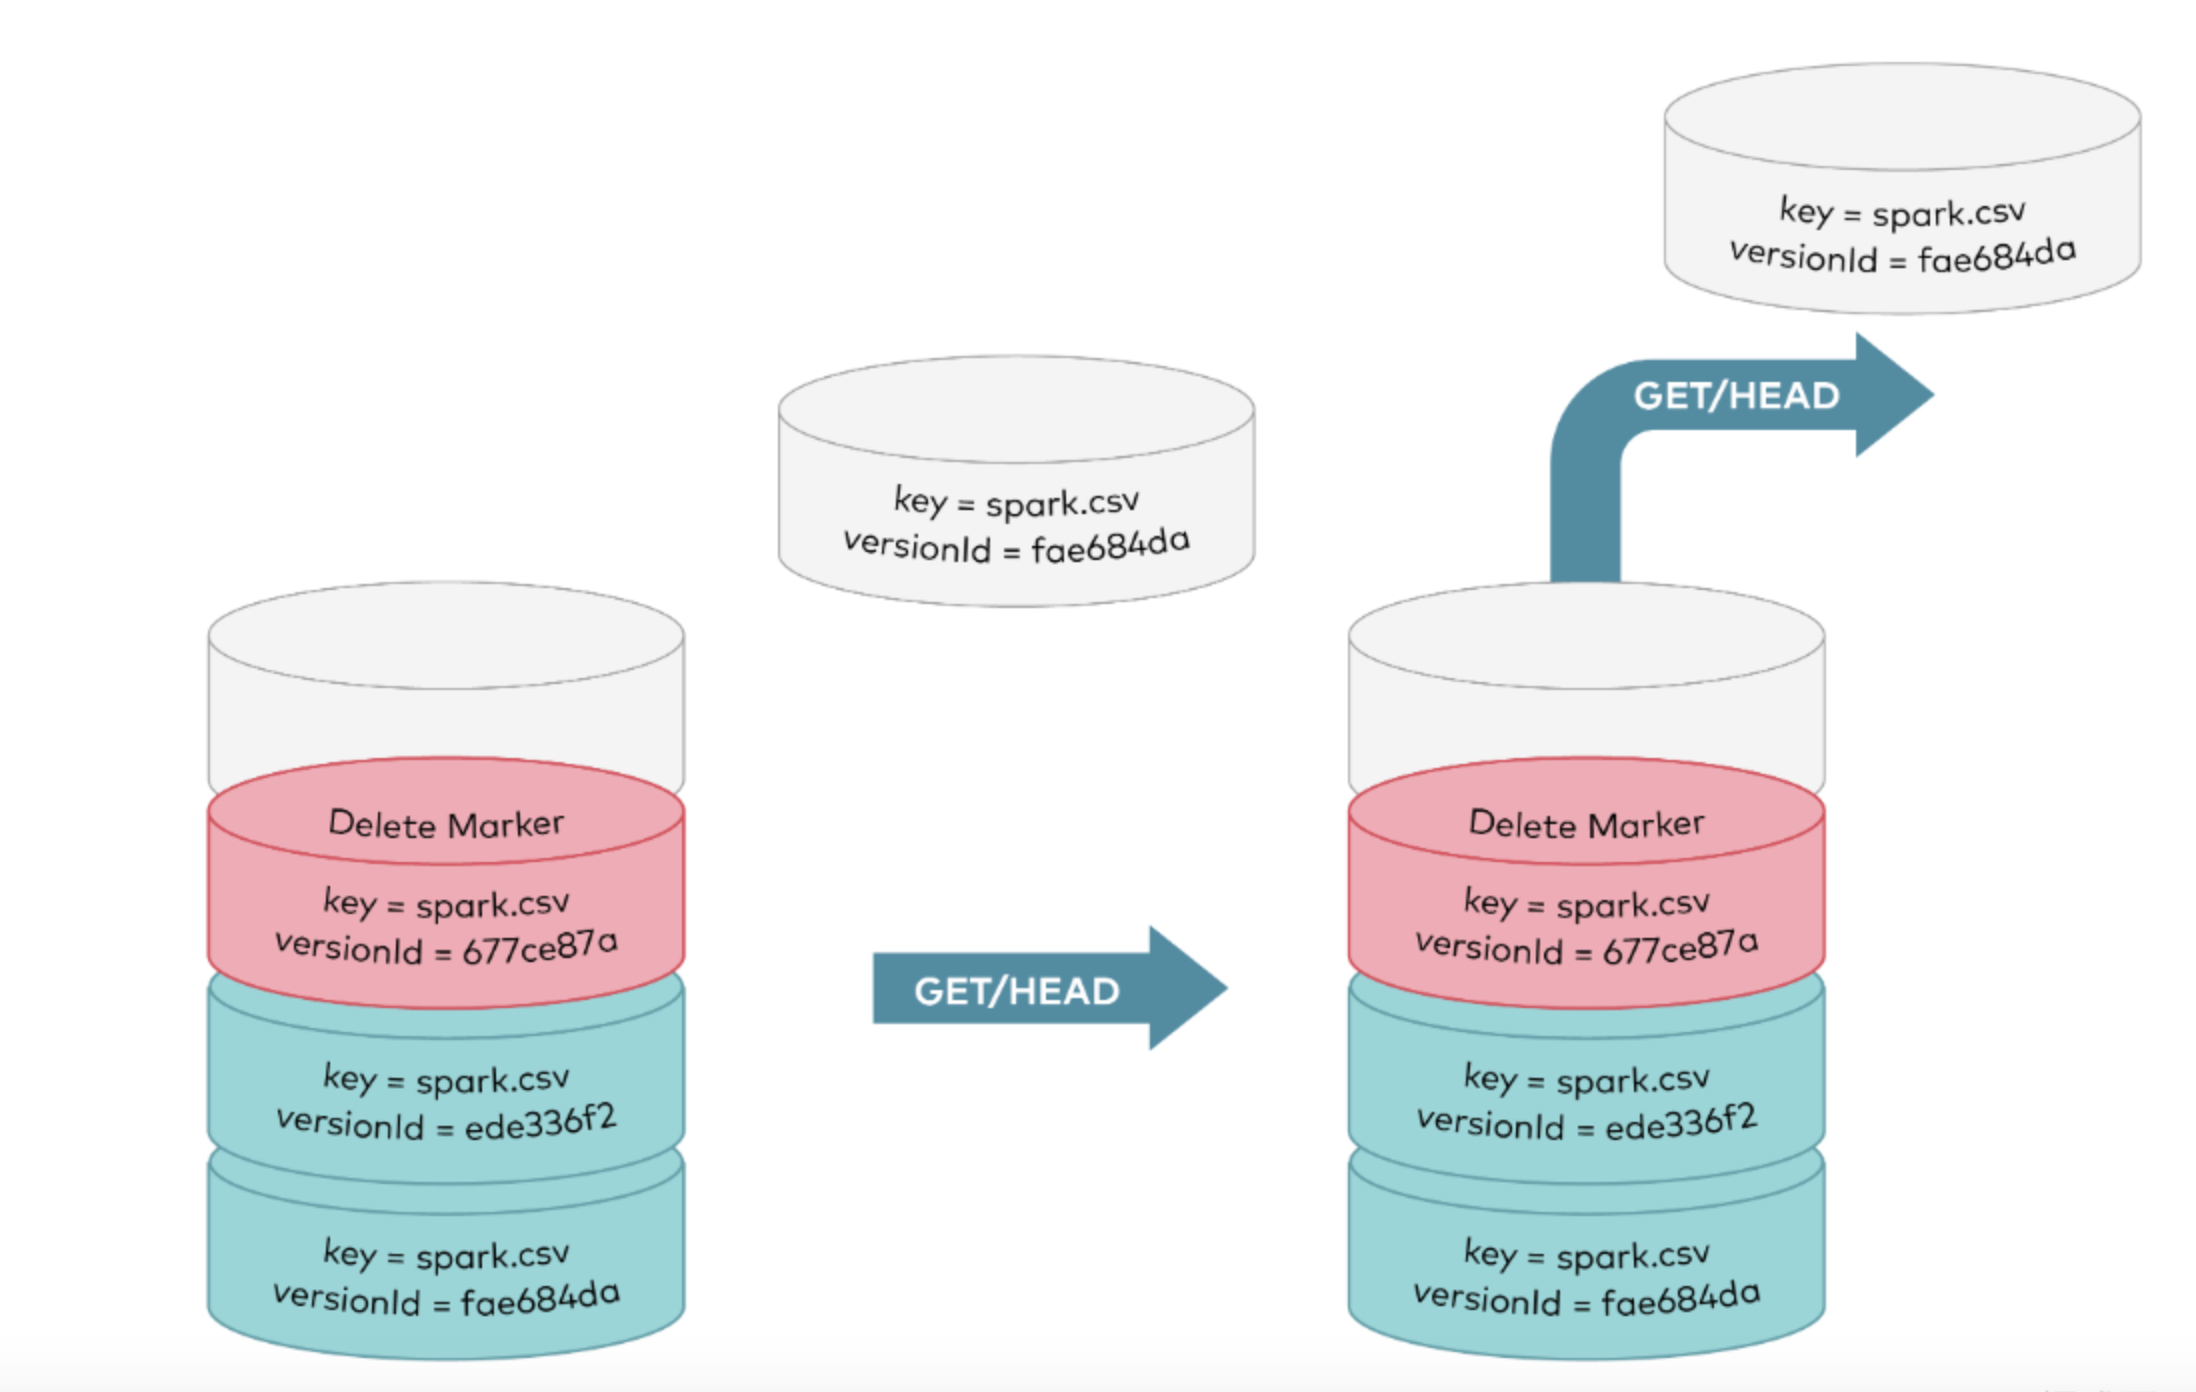 key = spark.csv
versionId = fae684da
GET/HEAD
key = spark.csv
versionId = fae684da
Delete Marker
key = spark.csv
versionId = 677ce87a
key = spark.csv
versionId = ede336f2
key = spark.csv
versionId = fae684da
GET/HEAD
Delete Marker
key = spark.csv
versionId = 677ce87a
key = spark.csv
versionId = ede336f2
key = spark.csv
versionId = fae684da